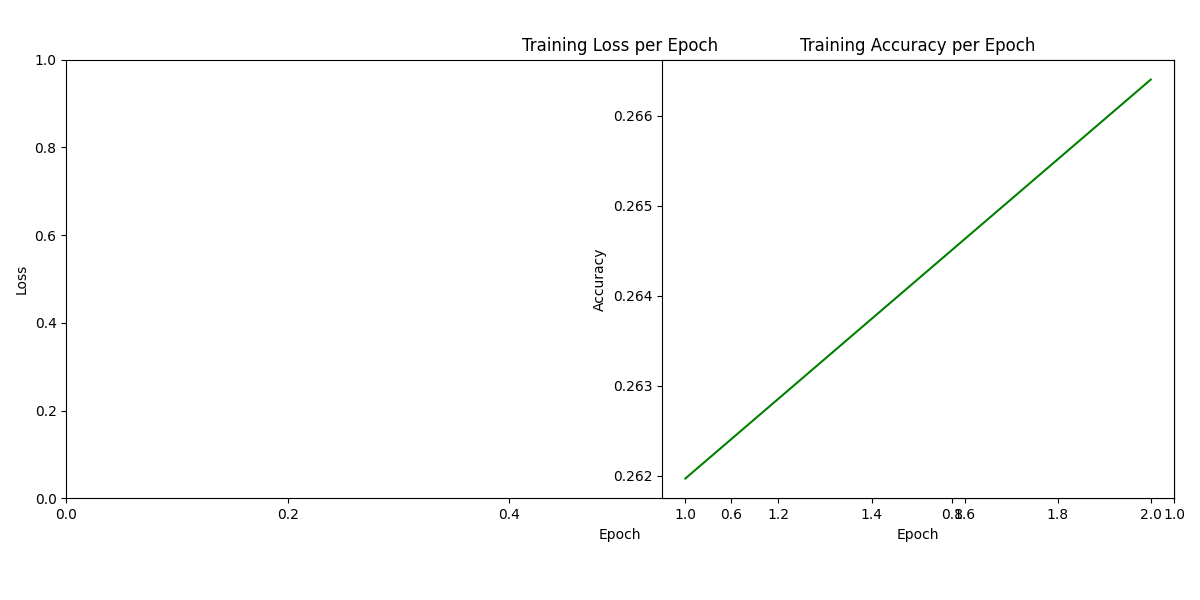 Training Loss per Epoch
Training Accuracy per Epoch
1.0
0.8
0.6
0.4
0.2
0.0
Loss
0.266
0.265
0.264
0.263
0.262
Accuracy
0.0 0.2 0.4 1.0 0.6 1.2 1.4 0.8 1.6 1.8 2.0 1.0
Epoch
Epoch